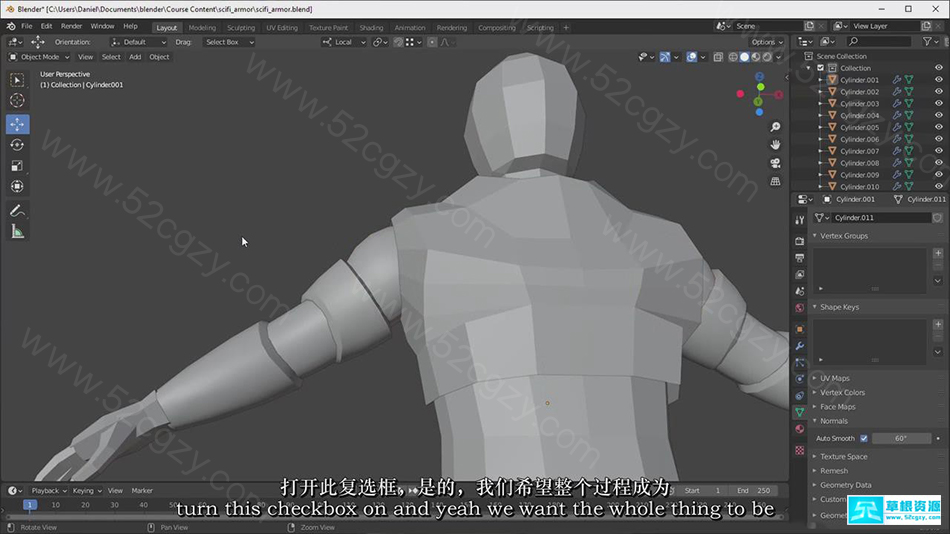 Blender* [C:\Users\Daniel\Documents\blender\Course Content\scifi_armor\scifi_armor.blend]
File Edit Render Window Help Layout Modeling Sculpting UV Editing Texture Paint Shading Animation Rendering Compositing Scripting + Scene View Layer
Orientation: Default Drag: Select Box Local Options
Object Mode View Select Add Object
User Perspective
(1) Collection | Cylinder.001
Scene Collection
Collection
Cylinder.001
Cylinder.002
Cylinder.003
Cylinder.004
Cylinder.005
Cylinder.006
Cylinder.007
Cylinder.008
Cylinder.009
Cylinder.010
Cylinder.001 Cylinder.011
Cylinder.011
Vertex Groups
Shape Keys
UV Maps
Vertex Colors
Face Maps
Normals
Auto Smooth 60°
Texture Space
Remesh
Geometry Data
Custom
www.52cgzy.com
打开此复选框。是的，我们希望整个过程成为
turn this checkbox on and yeah we want the whole thing to be
Playback Keying View Marker 1 Start 1 End 250
Rotate View Pan View Zoom View
草根资源
www.52cgzy.com